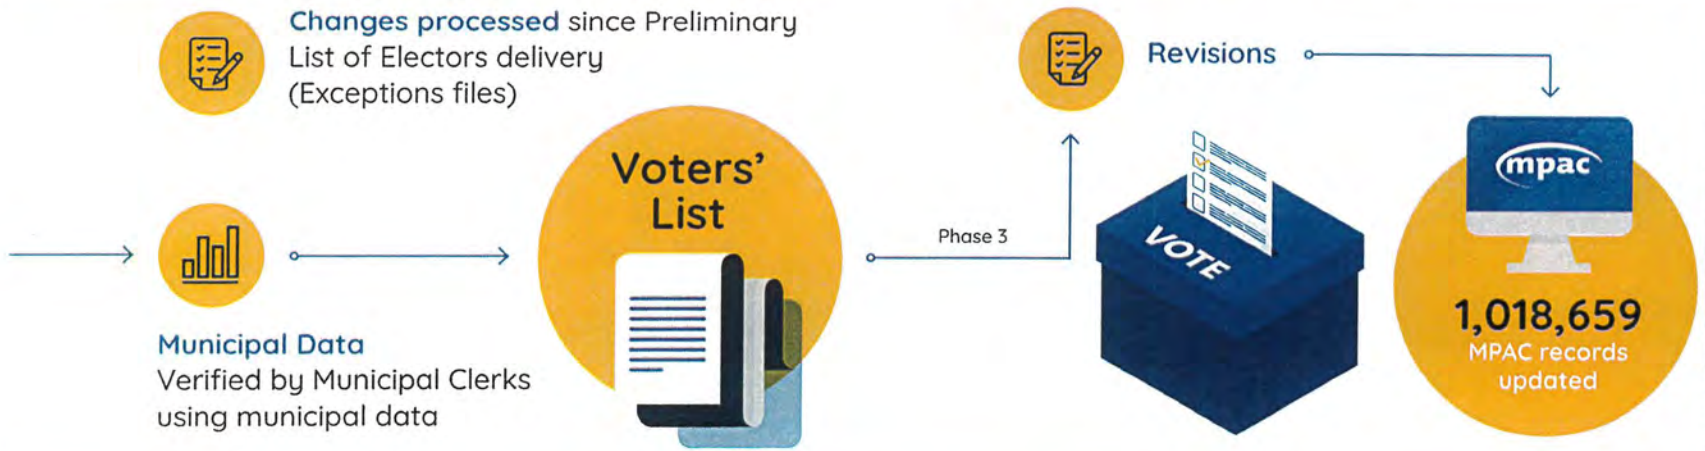 Changes processed since Preliminary
List of Electors delivery
(Exceptions files)
Municipal Data
Verified by Municipal Clerks
using municipal data
Voters'
List
Phase 3
Revisions
VOTE
mpac
1,018,659
MPAC records
updated